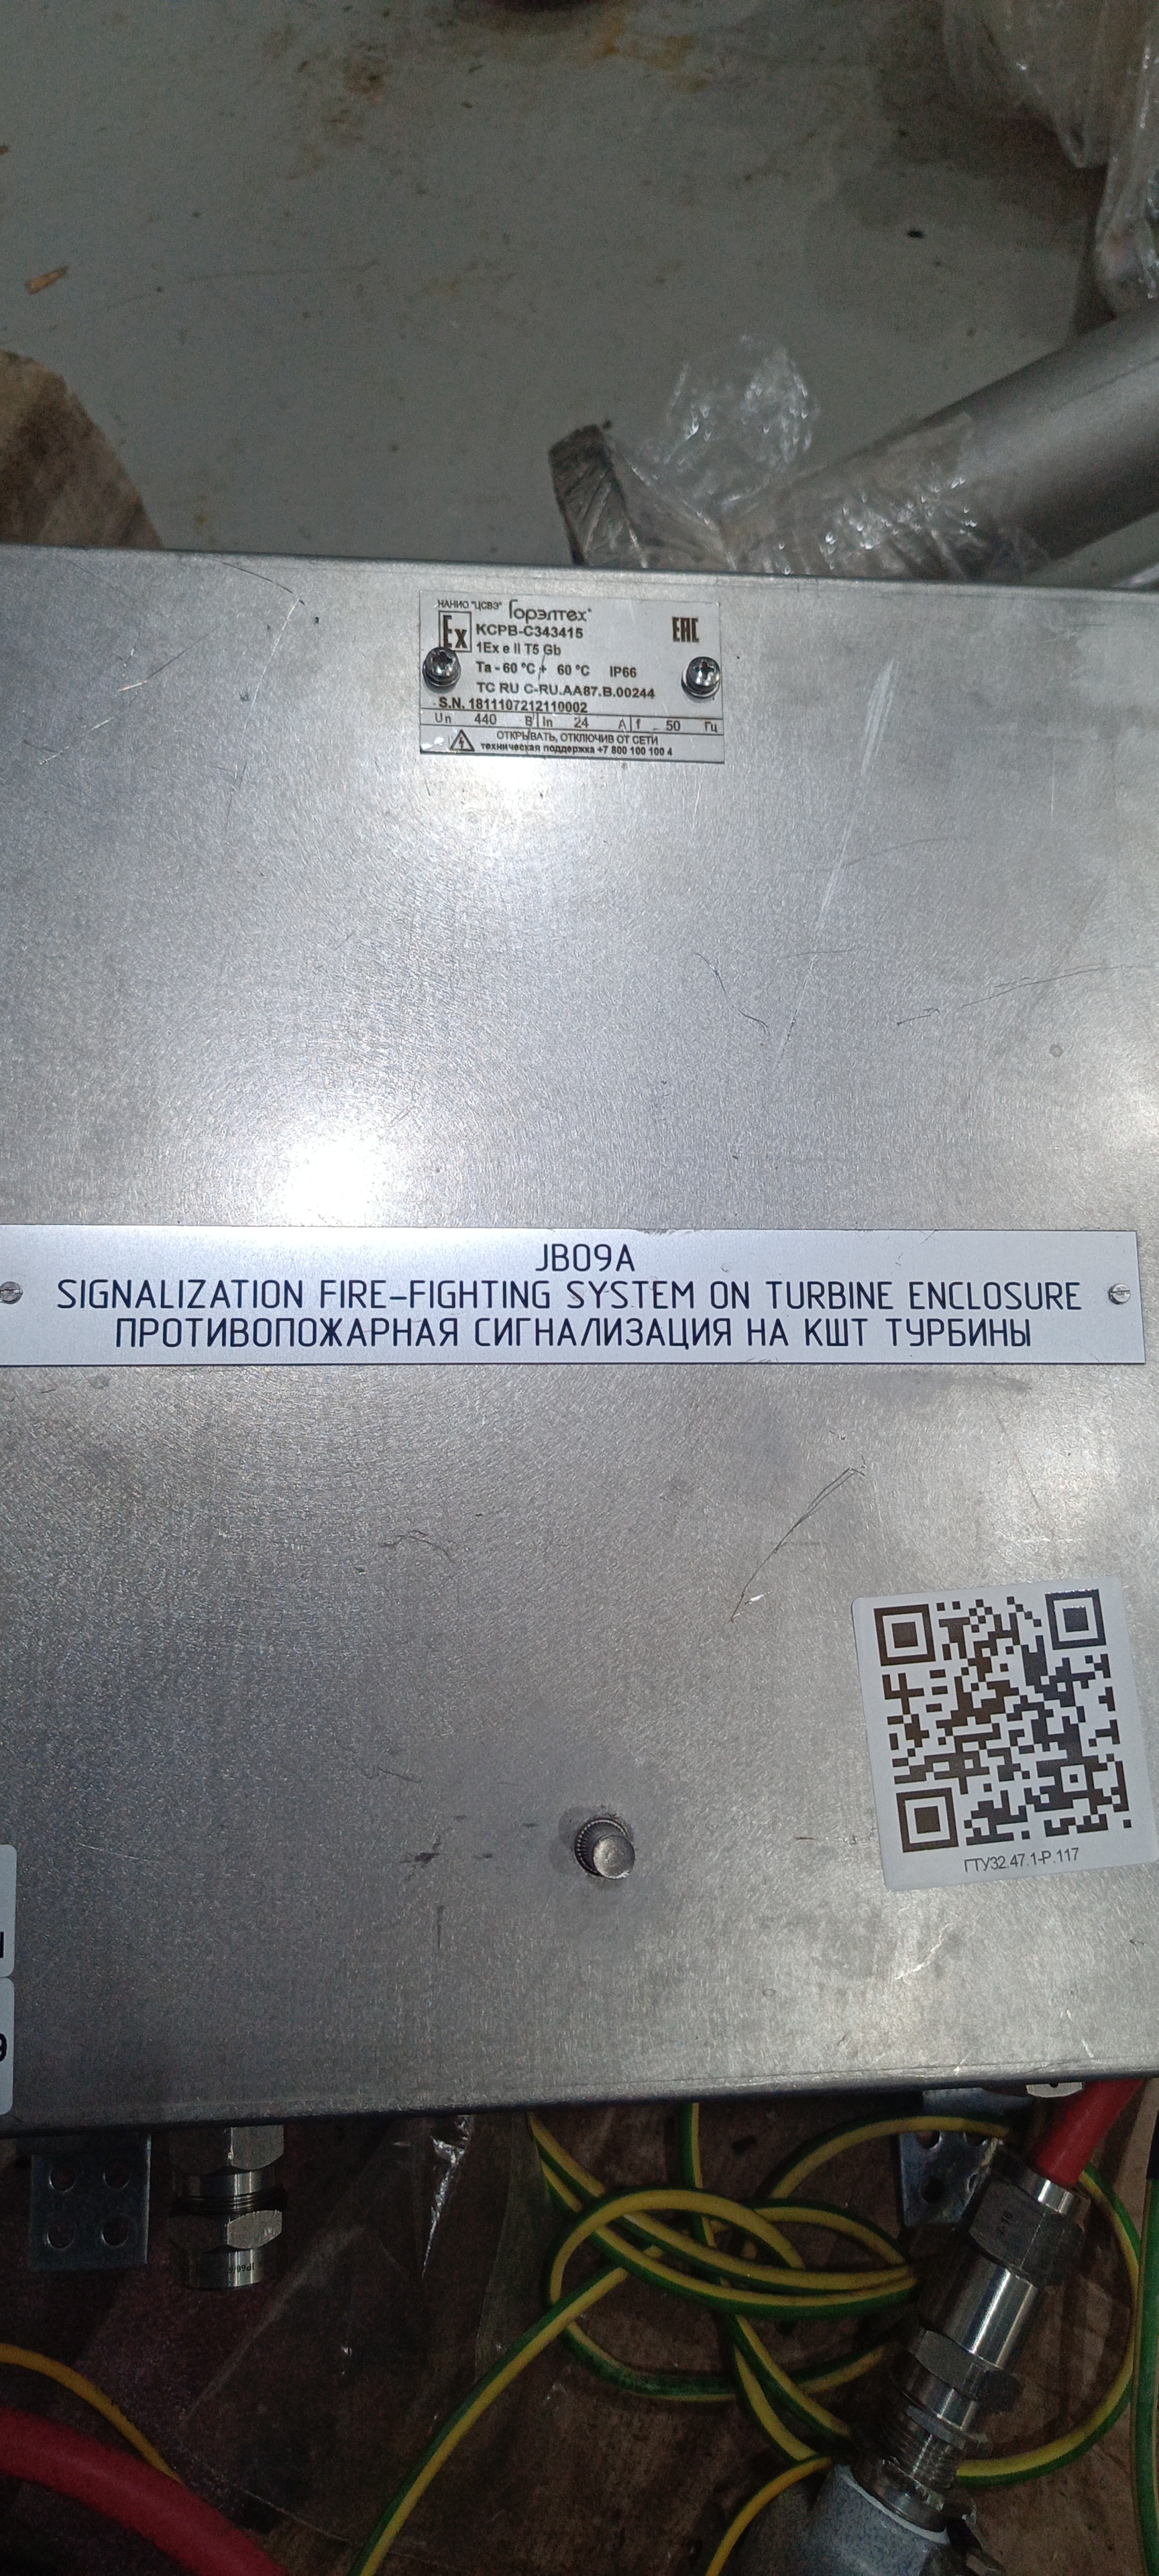 НАНИО "ЦСВЭ" Горэлтех
Ex
EAC
КСРВ-С343415
1Ex e II T5 Gb
Ta - 60 °C + 60 °C IP66
TC RU C-RU.AA87.B.00244
S.N. 1811107212110002
Un 440 В In 24 А f 50 Гц
ОТКРЫВАТЬ, ОТКЛЮЧИВ ОТ СЕТИ
техническая поддержка +7 800 100 100 4
JB09A
SIGNALIZATION FIRE-FIGHTING SYSTEM ON TURBINE ENCLOSURE
ПРОТИВОПОЖАРНАЯ СИГНАЛИЗАЦИЯ НА КШТ ТУРБИНЫ
ГТУ32.47.1-Р.117